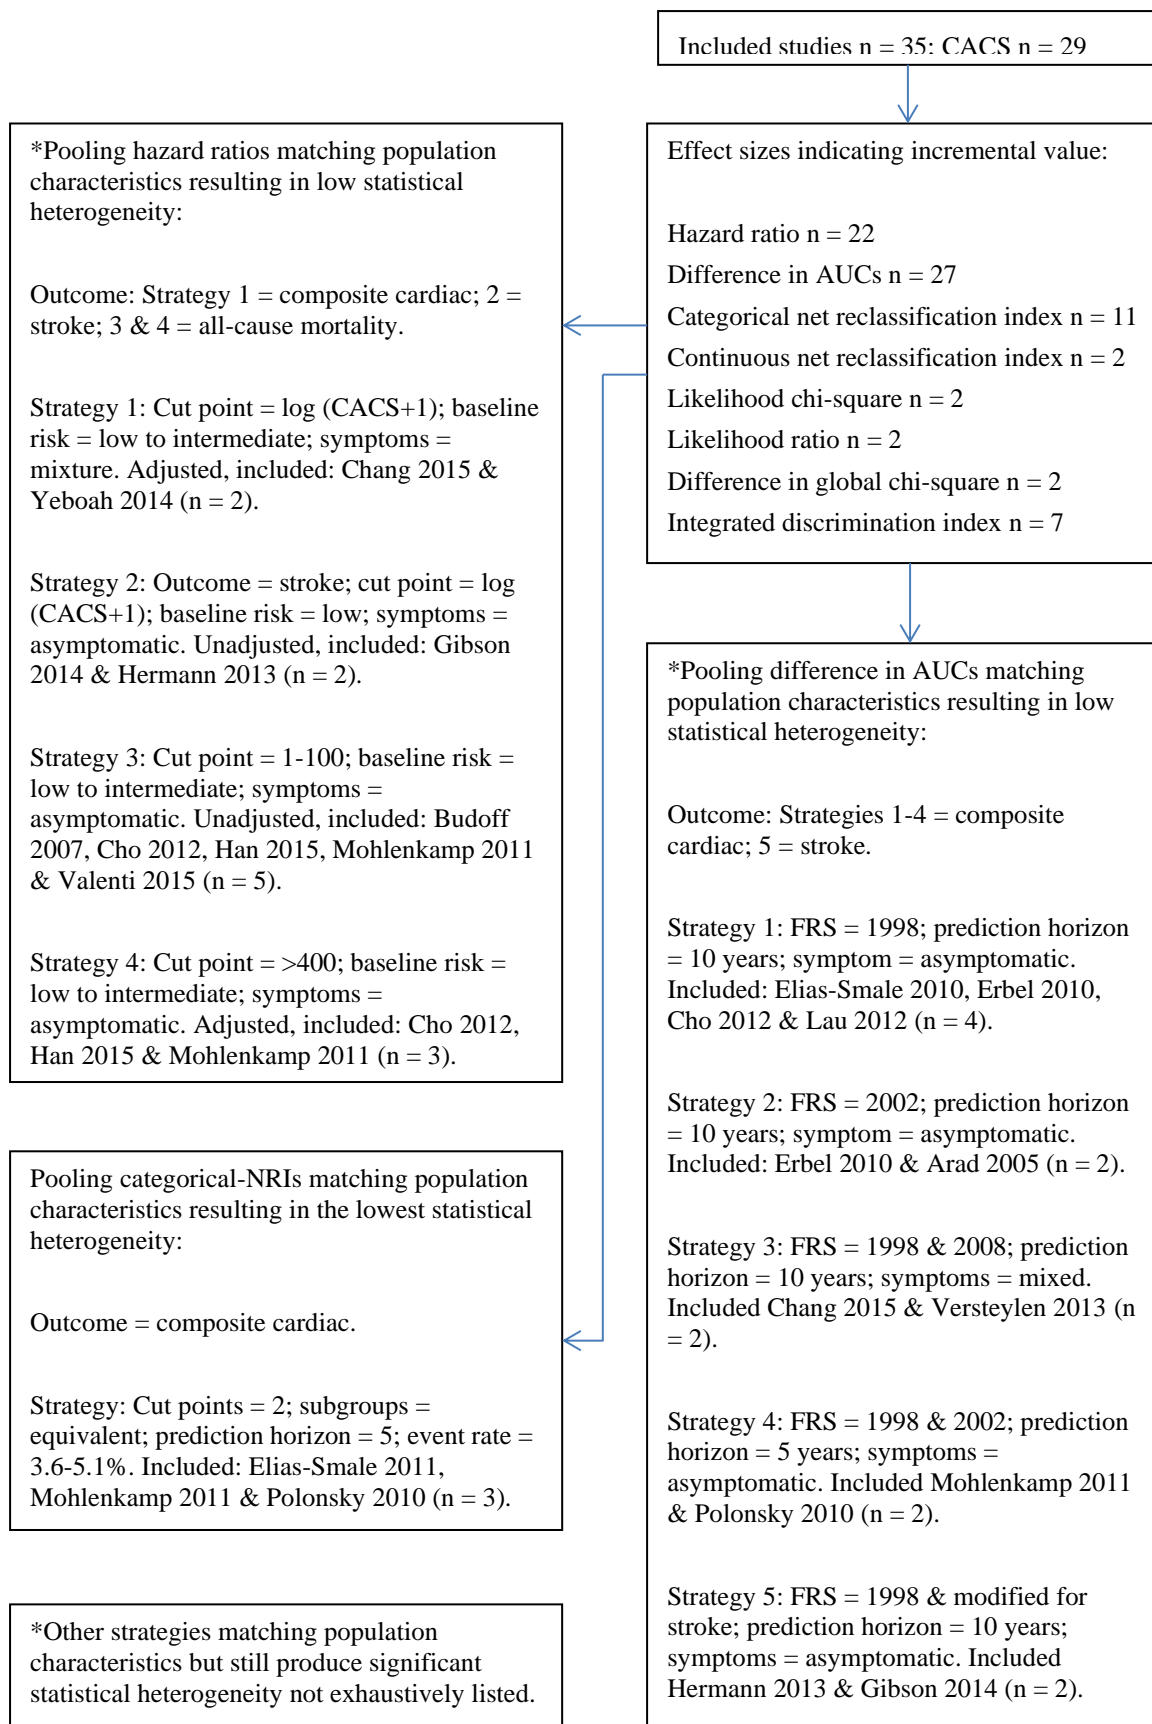 Included studies n = 35; CACS n = 29
*Pooling hazard ratios matching population
characteristics resulting in low statistical
heterogeneity:
Outcome: Strategy 1 = composite cardiac; 2 =
stroke; 3 & 4 = all-cause mortality.
Strategy 1: Cut point = log (CACS+1); baseline
risk = low to intermediate; symptoms =
mixture. Adjusted, included: Chang 2015 &
Yeboah 2014 (n = 2).
Strategy 2: Outcome = stroke; cut point = log
(CACS+1); baseline risk = low; symptoms =
asymptomatic. Unadjusted, included: Gibson
2014 & Hermann 2013 (n = 2).
Strategy 3: Cut point = 1-100; baseline risk =
low to intermediate; symptoms =
asymptomatic. Unadjusted, included: Budoff
2007, Cho 2012, Han 2015, Mohlenkamp 2011
& Valenti 2015 (n = 5).
Strategy 4: Cut point = >400; baseline risk =
low to intermediate; symptoms =
asymptomatic. Adjusted, included: Cho 2012,
Han 2015 & Mohlenkamp 2011 (n = 3).
Effect sizes indicating incremental value:
Hazard ratio n = 22
Difference in AUCs n = 27
Categorical net reclassification index n = 11
Continuous net reclassification index n = 2
Likelihood chi-square n = 2
Likelihood ratio n = 2
Difference in global chi-square n = 2
Integrated discrimination index n = 7
Pooling categorical-NRIs matching population
characteristics resulting in the lowest statistical
heterogeneity:
Outcome = composite cardiac.
Strategy: Cut points = 2; subgroups =
equivalent; prediction horizon = 5; event rate =
3.6-5.1%. Included: Elias-Smale 2011,
Mohlenkamp 2011 & Polonsky 2010 (n = 3).
*Pooling difference in AUCs matching
population characteristics resulting in low
statistical heterogeneity:
Outcome: Strategies 1-4 = composite
cardiac; 5 = stroke.
Strategy 1: FRS = 1998; prediction horizon
= 10 years; symptom = asymptomatic.
Included: Elias-Smale 2010, Erbel 2010,
Cho 2012 & Lau 2012 (n = 4).
Strategy 2: FRS = 2002; prediction horizon
= 10 years; symptom = asymptomatic.
Included: Erbel 2010 & Arad 2005 (n = 2).
Strategy 3: FRS = 1998 & 2008; prediction
horizon = 10 years; symptoms = mixed.
Included Chang 2015 & Versteylen 2013 (n
= 2).
Strategy 4: FRS = 1998 & 2002; prediction
horizon = 5 years; symptoms =
asymptomatic. Included Mohlenkamp 2011
& Polonsky 2010 (n = 2).
Strategy 5: FRS = 1998 & modified for
stroke; prediction horizon = 10 years;
symptoms = asymptomatic. Included
Hermann 2013 & Gibson 2014 (n = 2).
*Other strategies matching population
characteristics but still produce significant
statistical heterogeneity not exhaustively listed.